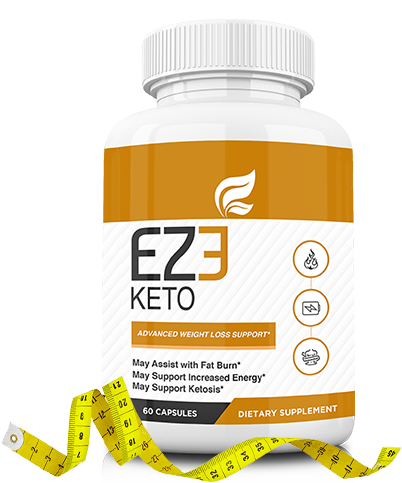 EZ3
KETO
ADVANCED WEIGHT LOSS SUPPORT*
May Assist with Fat Burn*
May Support Increased Energy*
May Support Ketosis*
60 CAPSULES
DIETARY SUPPLEMENT